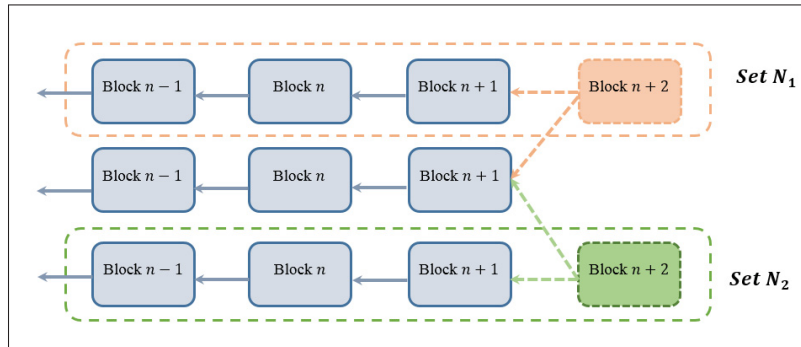 Block n − 1 Block n Block n + 1 Block n + 2 Set N₁
Block n − 1 Block n Block n + 1
Block n − 1 Block n Block n + 1 Block n + 2 Set N₂